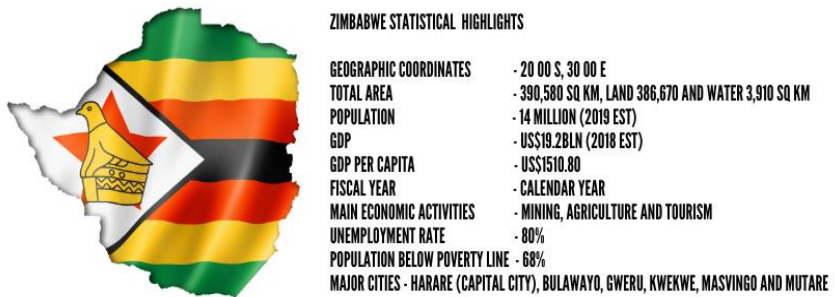 ZIMBABWE STATISTICAL HIGHLIGHTS
GEOGRAPHIC COORDINATES - 20 00 S, 30 00 E
TOTAL AREA - 390,580 SQ KM, LAND 386,670 AND WATER 3,910 SQ KM
POPULATION - 14 MILLION (2019 EST)
GDP - US$19.2BLN (2018 EST)
GDP PER CAPITA - US$1510.80
FISCAL YEAR - CALENDAR YEAR
MAIN ECONOMIC ACTIVITIES - MINING, AGRICULTURE AND TOURISM
UNEMPLOYMENT RATE - 80%
POPULATION BELOW POVERTY LINE - 68%
MAJOR CITIES - HARARE (CAPITAL CITY), BULAWAYO, GWERU, KWEKWE, MASVINGO AND MUTARE